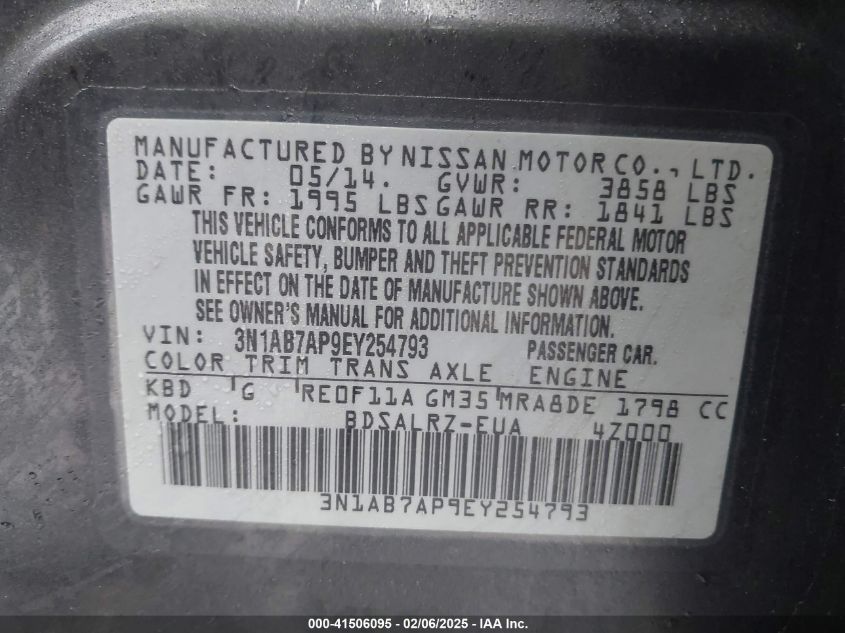 MANUFACTURED BY NISSAN MOTOR CO., LTD.
DATE: 05/14. GVWR: 3858 LBS
GAWR FR: 1995 LBS GAWR RR: 1841 LBS
THIS VEHICLE CONFORMS TO ALL APPLICABLE FEDERAL MOTOR
VEHICLE SAFETY, BUMPER AND THEFT PREVENTION STANDARDS
IN EFFECT ON THE DATE OF MANUFACTURE SHOWN ABOVE.
SEE OWNER'S MANUAL FOR ADDITIONAL INFORMATION.
VIN: 3N1AB7AP9EY254793 PASSENGER CAR.
COLOR TRIM TRANS AXLE ENGINE
KBD G RE0F11A GM35 MRA8DE 1798 CC
MODEL: BDSALRZ-EUA 4Z000
3N1AB7AP9EY254793
000-41506095 - 02/06/2025 - IAA Inc.